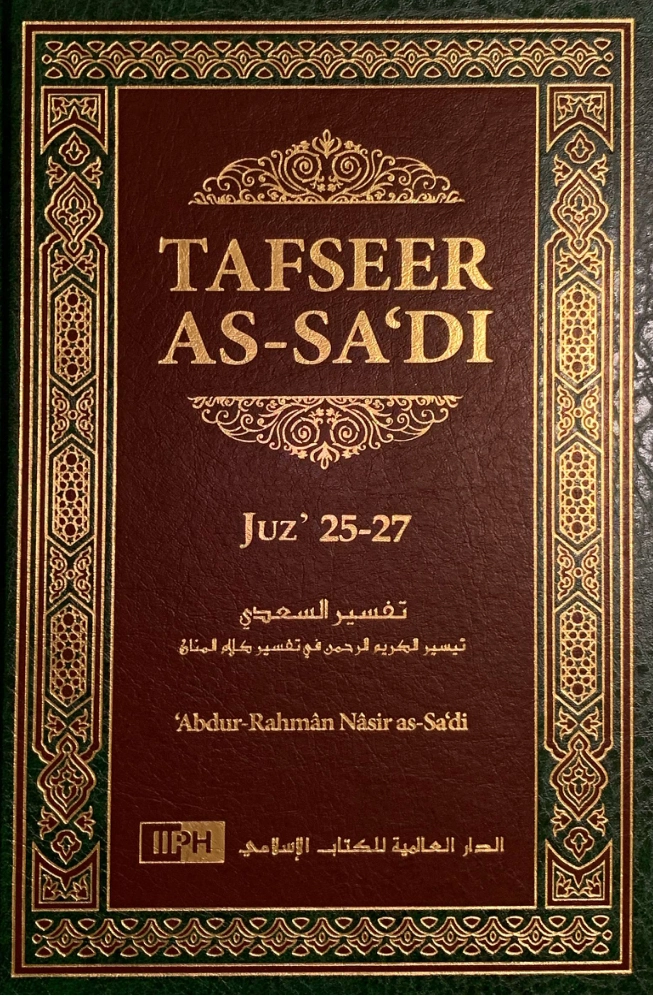 TAFSEER
AS-SA‘DI
JUZ’ 25-27
تفسير السعدي
تيسير الكريم الرحمن في تفسير كلام المنان
‘Abdur-Rahmân Nâsir as-Sa‘di
IIPH الدار العالمية للكتاب الإسلامي